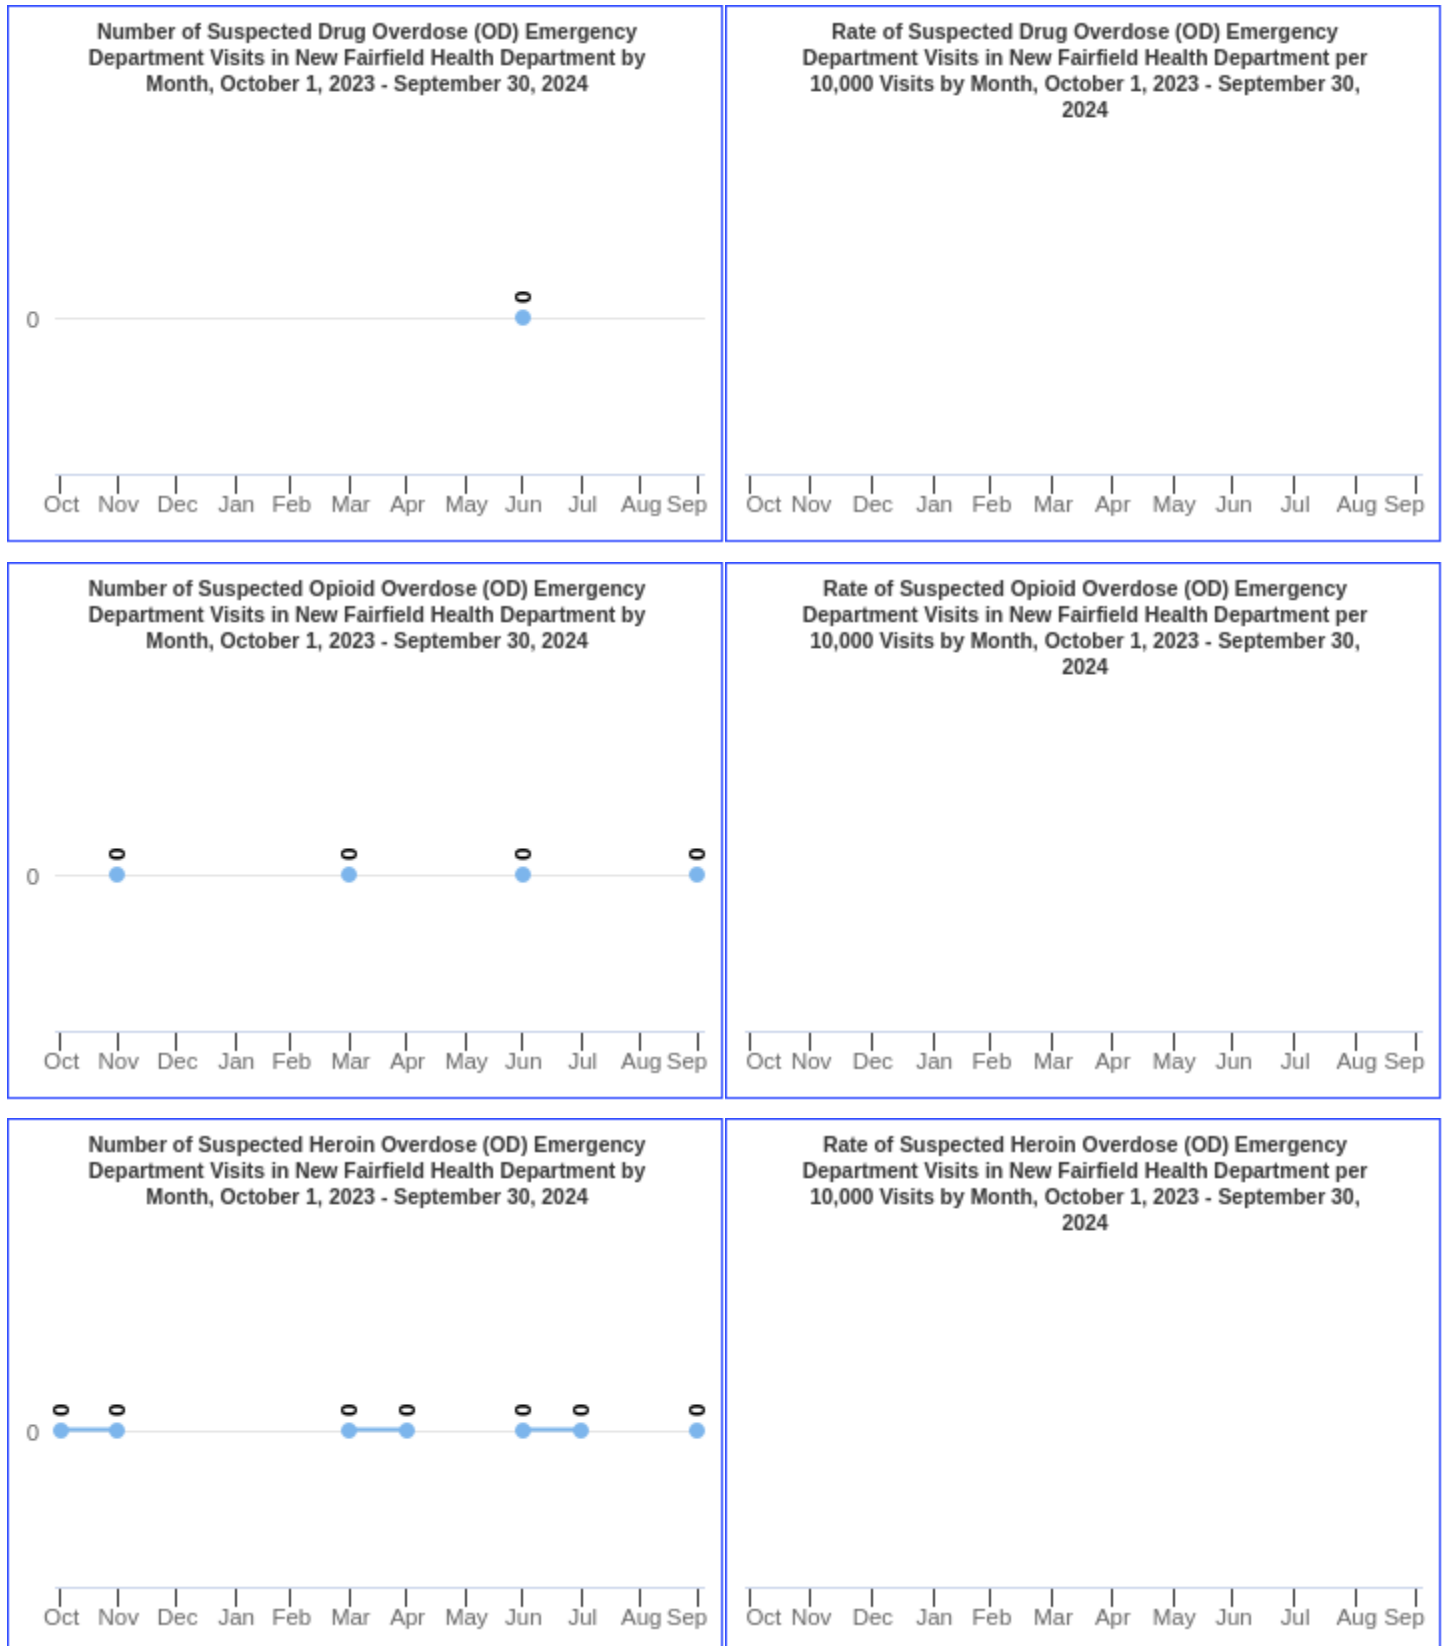 Number of Suspected Drug Overdose (OD) Emergency
Department Visits in New Fairfield Health Department by
Month, October 1, 2023 - September 30, 2024
0
0
Oct Nov Dec Jan Feb Mar Apr May Jun Jul Aug Sep
Rate of Suspected Drug Overdose (OD) Emergency
Department Visits in New Fairfield Health Department per
10,000 Visits by Month, October 1, 2023 - September 30,
2024
Oct Nov Dec Jan Feb Mar Apr May Jun Jul Aug Sep
Number of Suspected Opioid Overdose (OD) Emergency
Department Visits in New Fairfield Health Department by
Month, October 1, 2023 - September 30, 2024
0 0 0 0
0
Oct Nov Dec Jan Feb Mar Apr May Jun Jul Aug Sep
Rate of Suspected Opioid Overdose (OD) Emergency
Department Visits in New Fairfield Health Department per
10,000 Visits by Month, October 1, 2023 - September 30,
2024
Oct Nov Dec Jan Feb Mar Apr May Jun Jul Aug Sep
Number of Suspected Heroin Overdose (OD) Emergency
Department Visits in New Fairfield Health Department by
Month, October 1, 2023 - September 30, 2024
0 0 0 0 0 0 0
0
Oct Nov Dec Jan Feb Mar Apr May Jun Jul Aug Sep
Rate of Suspected Heroin Overdose (OD) Emergency
Department Visits in New Fairfield Health Department per
10,000 Visits by Month, October 1, 2023 - September 30,
2024
Oct Nov Dec Jan Feb Mar Apr May Jun Jul Aug Sep